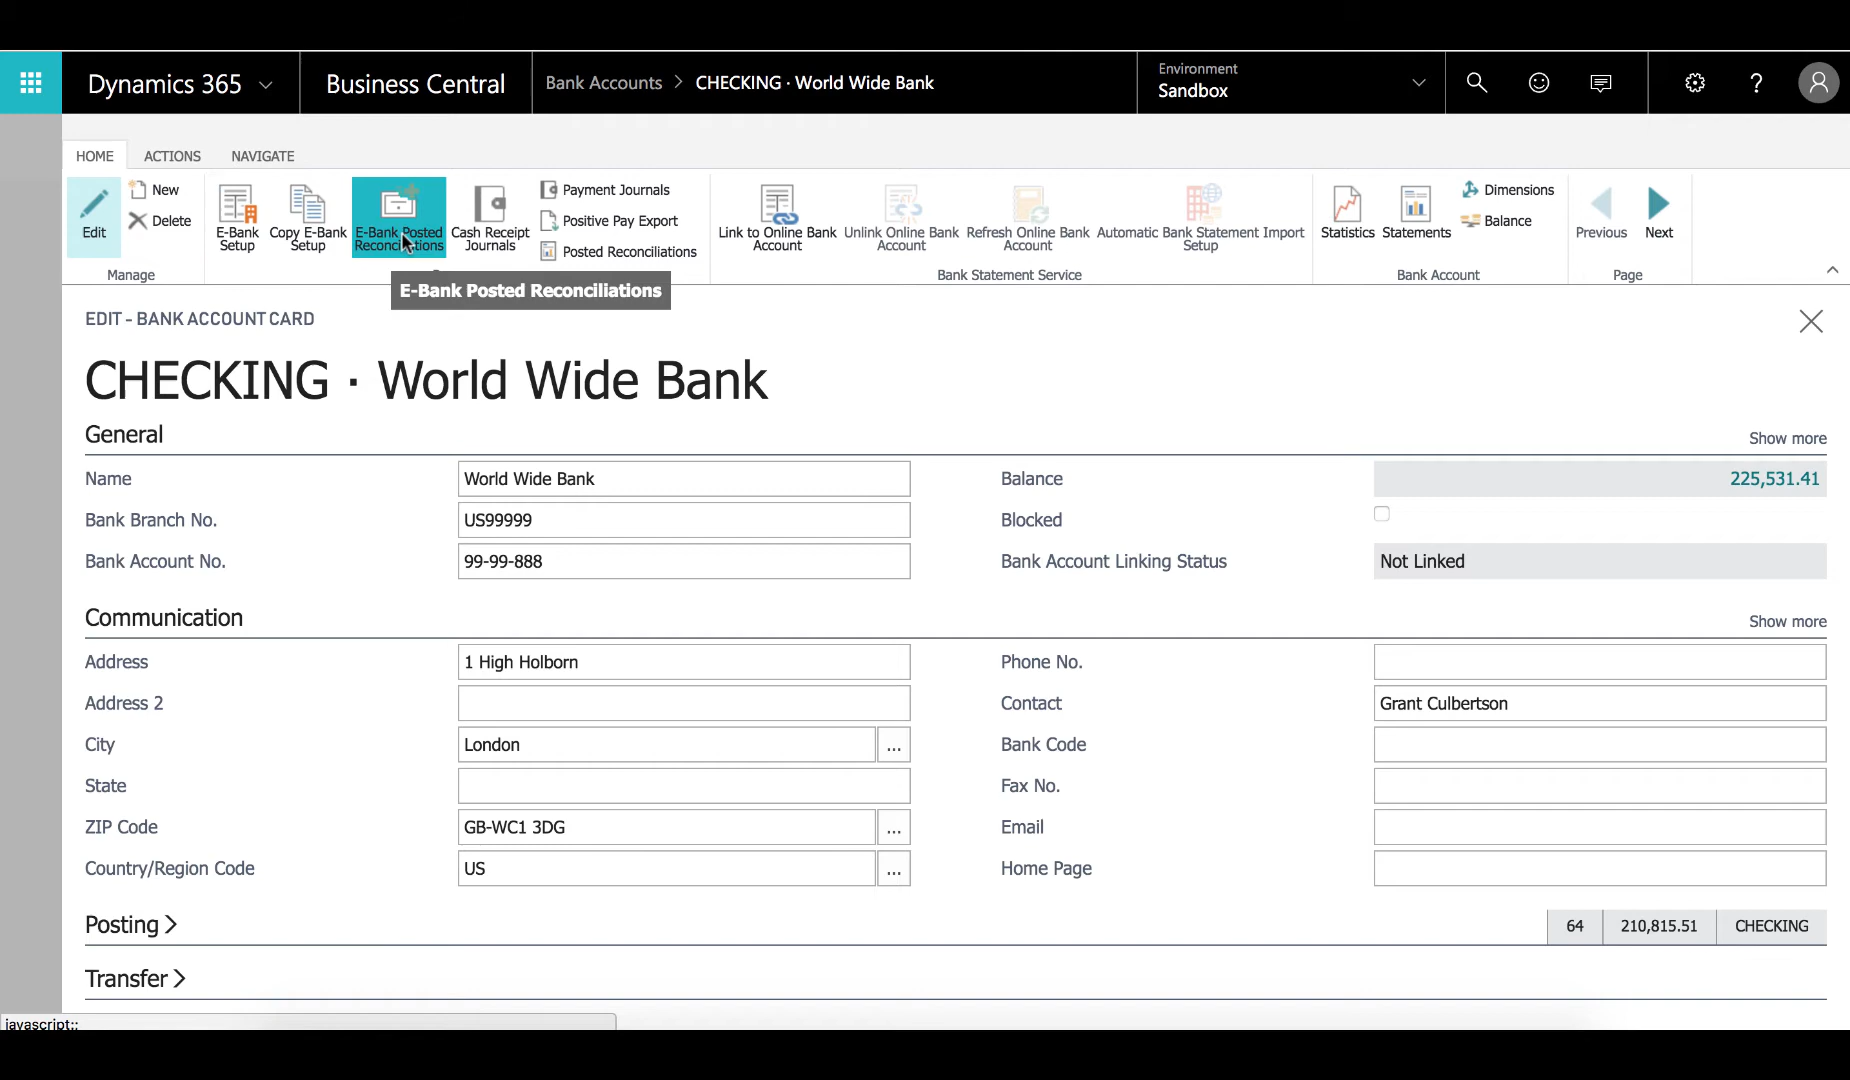 Dynamics 365
Business Central
Bank Accounts > CHECKING · World Wide Bank
Environment
Sandbox
HOME
ACTIONS
NAVIGATE
Edit
New
Delete
Manage
E-Bank
Setup
Copy E-Bank
Setup
E-Bank Posted
Reconciliations
Cash Receipt
Journals
Payment Journals
Positive Pay Export
Posted Reconciliations
Link to Online Bank
Account
Unlink Online Bank
Account
Refresh Online Bank
Account
Automatic Bank Statement Import
Setup
Bank Statement Service
Statistics
Statements
Dimensions
Balance
Bank Account
Previous
Next
Page
E-Bank Posted Reconciliations
EDIT - BANK ACCOUNT CARD
CHECKING · World Wide Bank
General
Show more
Name
World Wide Bank
Balance
225,531.41
Bank Branch No.
US99999
Blocked
Bank Account No.
99-99-888
Bank Account Linking Status
Not Linked
Communication
Show more
Address
1 High Holborn
Phone No.
Address 2
Contact
Grant Culbertson
City
London
...
Bank Code
State
Fax No.
ZIP Code
GB-WC1 3DG
...
Email
Country/Region Code
US
...
Home Page
Posting >
64
210,815.51
CHECKING
Transfer >
javascript:;